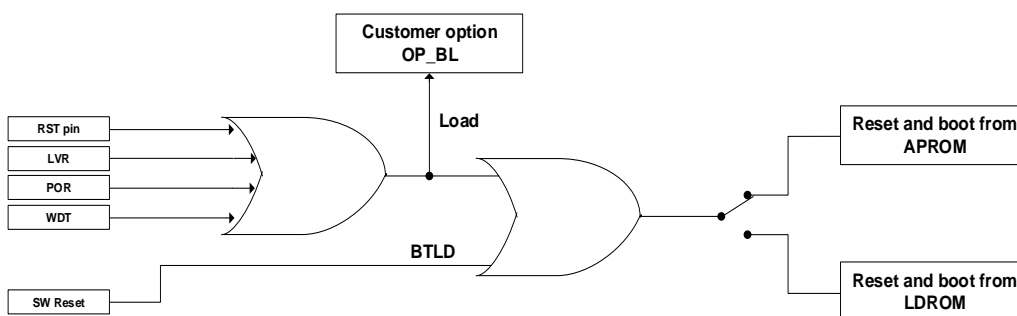 Customer option
OP_BL
Load
RST pin
LVR
POR
WDT
BTLD
SW Reset
Reset and boot from
APROM
Reset and boot from
LDROM